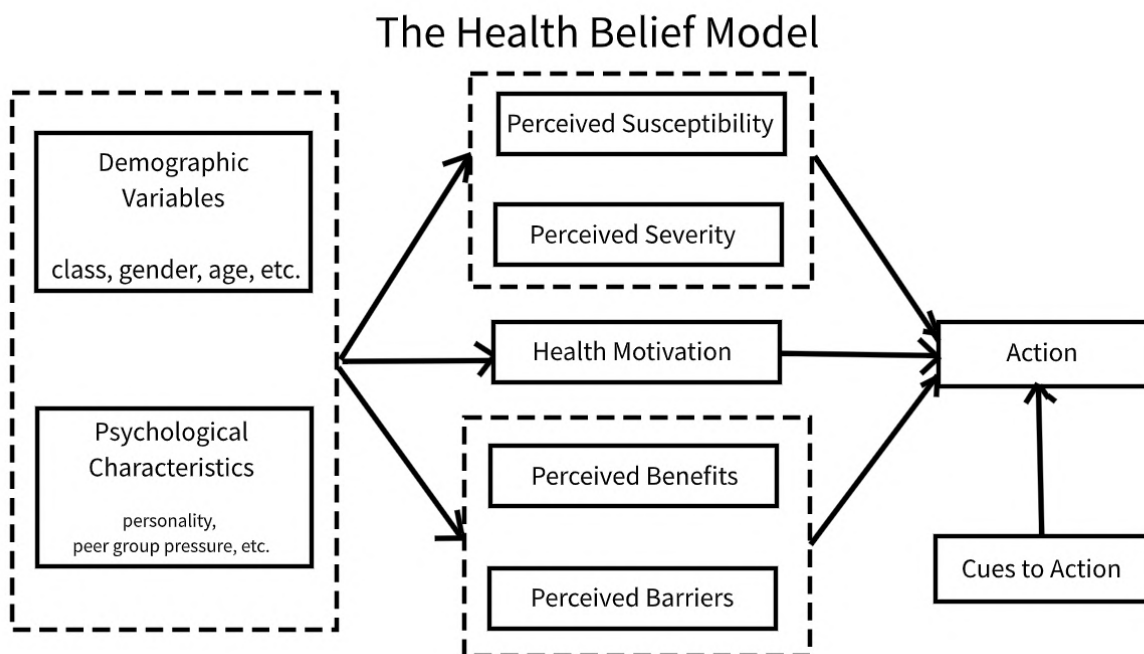 The Health Belief Model
Demographic
Variables
class, gender, age, etc.
Psychological
Characteristics
personality,
peer group pressure, etc.
Perceived Susceptibility
Perceived Severity
Health Motivation
Perceived Benefits
Perceived Barriers
Action
Cues to Action